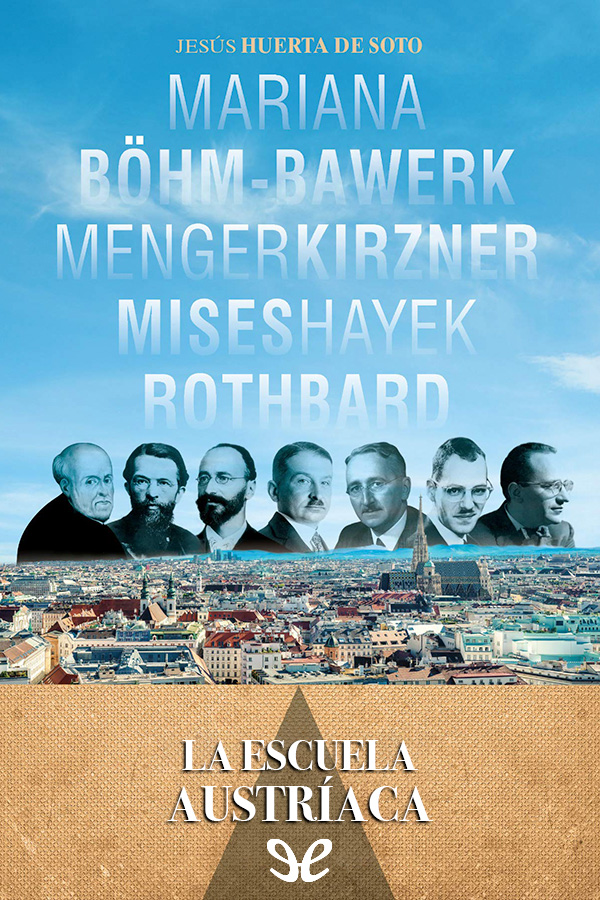 JESÚS HUERTA DE SOTO
MARIANA
BÖHM-BAWERK
MENGERKIRZNER
MISESHAYEK
ROTHBARD
LA ESCUELA
AUSTRÍACA